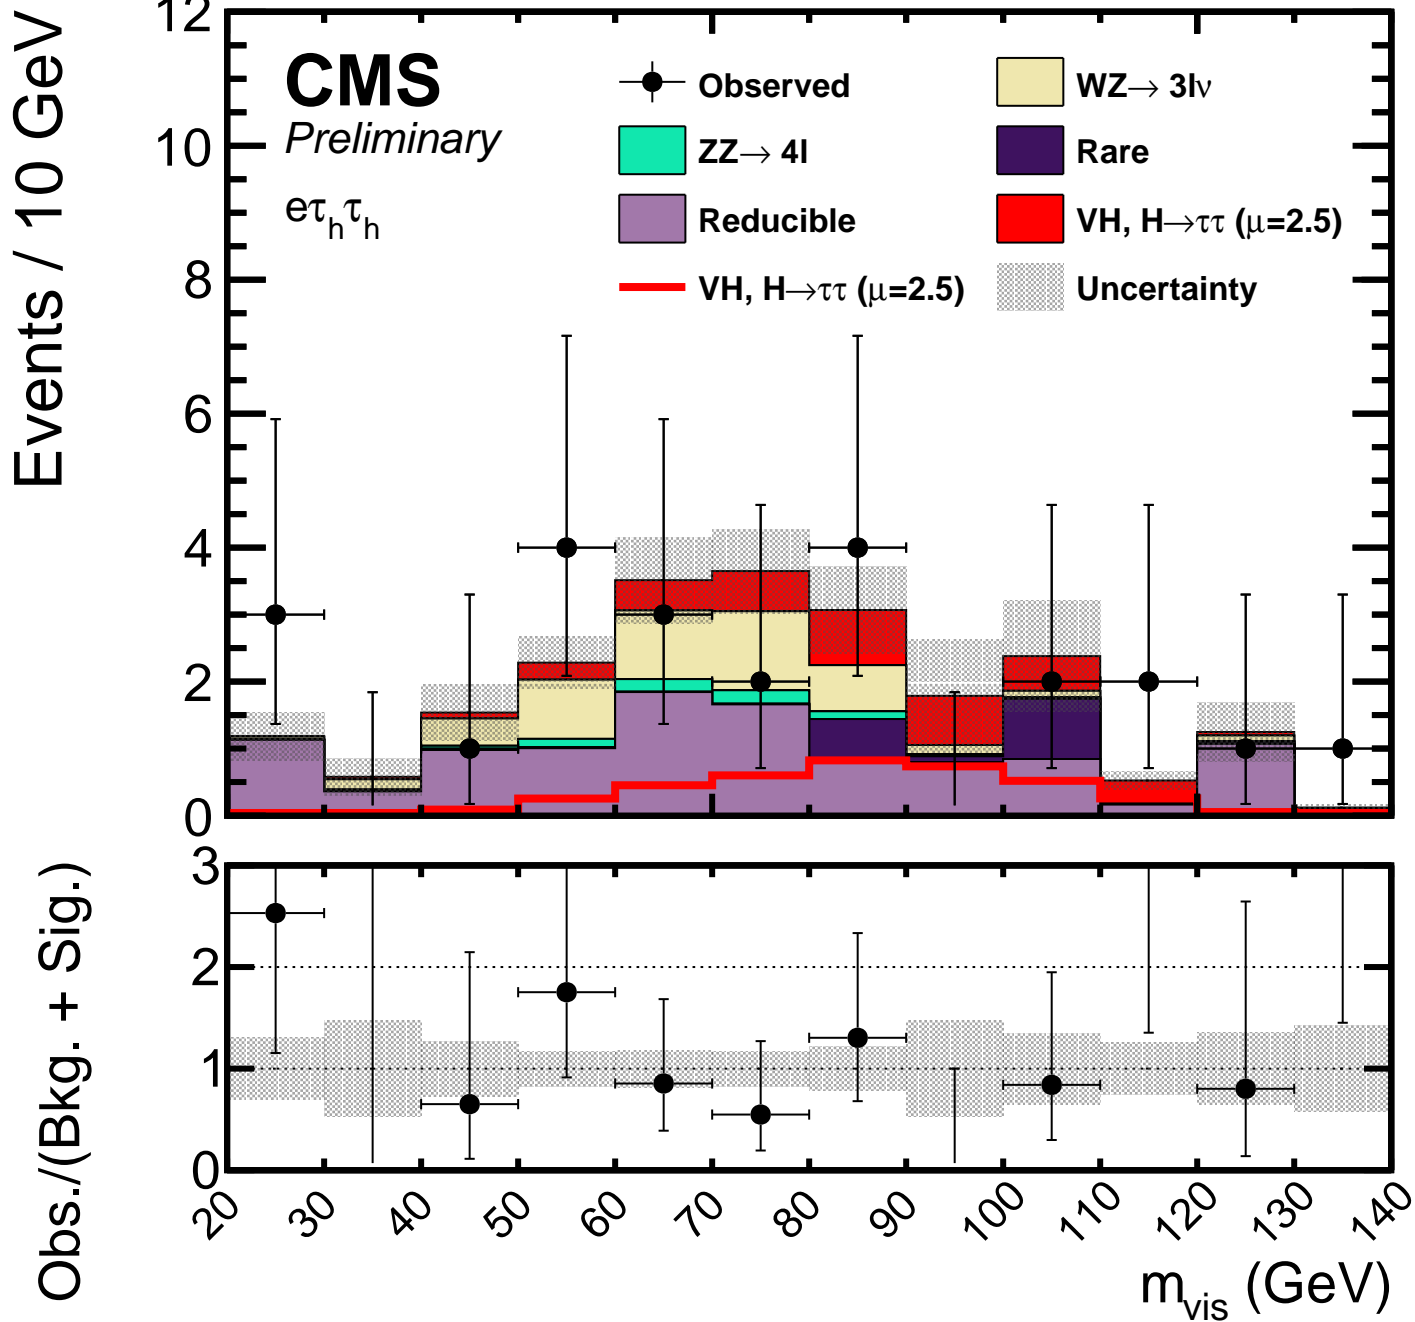 Events / 10 GeV
12
10
8
6
4
2
0
CMS
Preliminary
eτhτh
Observed
WZ→ 3lν
ZZ→ 4l
Rare
Reducible
VH, H→ττ (μ=2.5)
VH, H→ττ (μ=2.5)
Uncertainty
Obs./(Bkg. + Sig.)
3
2
1
0
20 30 40 50 60 70 80 90 100 110 120 130 140
mvis (GeV)